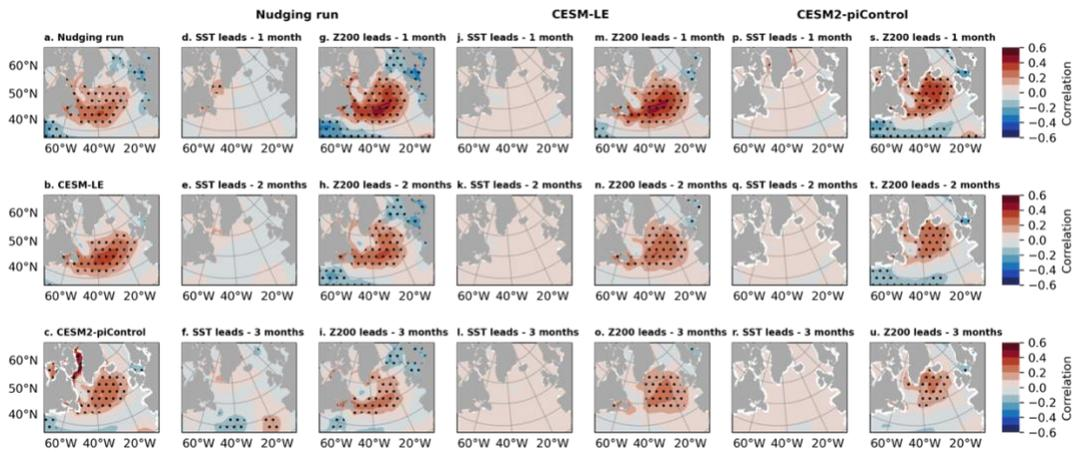 Nudging run CESM-LE CESM2-piControl
a. Nudging run d. SST leads - 1 month g. Z200 leads - 1 month j. SST leads - 1 month m. Z200 leads - 1 month p. SST leads - 1 month s. Z200 leads - 1 month
60°N
50°N
40°N
60°W 40°W 20°W 60°W 40°W 20°W 60°W 40°W 20°W 60°W 40°W 20°W 60°W 40°W 20°W 60°W 40°W 20°W 60°W 40°W 20°W
0.6
0.4
0.2
0.0
−0.2
−0.4
−0.6
Correlation
b. CESM-LE e. SST leads - 2 months h. Z200 leads - 2 months k. SST leads - 2 months n. Z200 leads - 2 months q. SST leads - 2 months t. Z200 leads - 2 months
60°N
50°N
40°N
60°W 40°W 20°W 60°W 40°W 20°W 60°W 40°W 20°W 60°W 40°W 20°W 60°W 40°W 20°W 60°W 40°W 20°W 60°W 40°W 20°W
0.6
0.4
0.2
0.0
−0.2
−0.4
−0.6
Correlation
c. CESM2-piControl f. SST leads - 3 months i. Z200 leads - 3 months l. SST leads - 3 months o. Z200 leads - 3 months r. SST leads - 3 months u. Z200 leads - 3 months
60°N
50°N
40°N
60°W 40°W 20°W 60°W 40°W 20°W 60°W 40°W 20°W 60°W 40°W 20°W 60°W 40°W 20°W 60°W 40°W 20°W 60°W 40°W 20°W
0.6
0.4
0.2
0.0
−0.2
−0.4
−0.6
Correlation